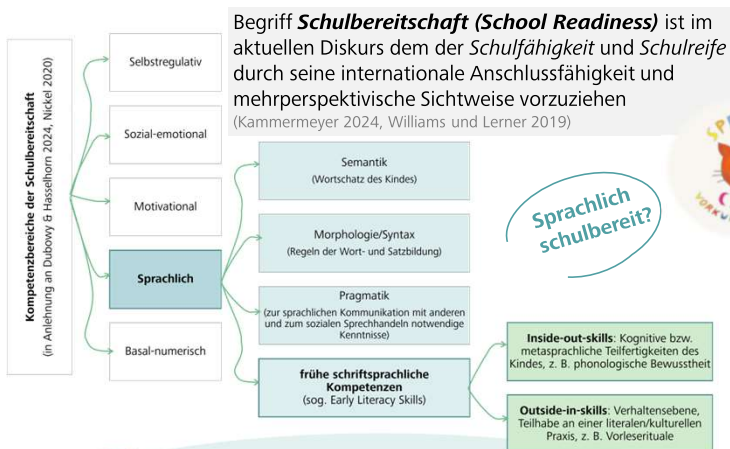 Begriff Schulbereitschaft (School Readiness) ist im
aktuellen Diskurs dem der Schulfähigkeit und Schulreife
durch seine internationale Anschlussfähigkeit und
mehrperspektivische Sichtweise vorzuziehen
(Kammermeyer 2024, Williams und Lerner 2019)
Kompetenzbereiche der Schulbereitschaft
(in Anlehnung an Dubowy & Hasselhorn 2024, Nickel 2020)
Selbstregulativ
Sozial-emotional
Motivational
Sprachlich
Basal-numerisch
Semantik
(Wortschatz des Kindes)
Morphologie/Syntax
(Regeln der Wort- und Satzbildung)
Pragmatik
(zur sprachlichen Kommunikation mit anderen
und zum sozialen Sprechhandeln notwendige
Kenntnisse)
frühe schriftsprachliche
Kompetenzen
(sog. Early Literacy Skills)
Sprachlich
schulbereit?
Inside-out-skills: Kognitive bzw.
metasprachliche Teilfertigkeiten des
Kindes, z. B. phonologische Bewusstheit
Outside-in-skills: Verhaltensebene,
Teilhabe an einer literalen/kulturellen
Praxis, z. B. Vorleserituale